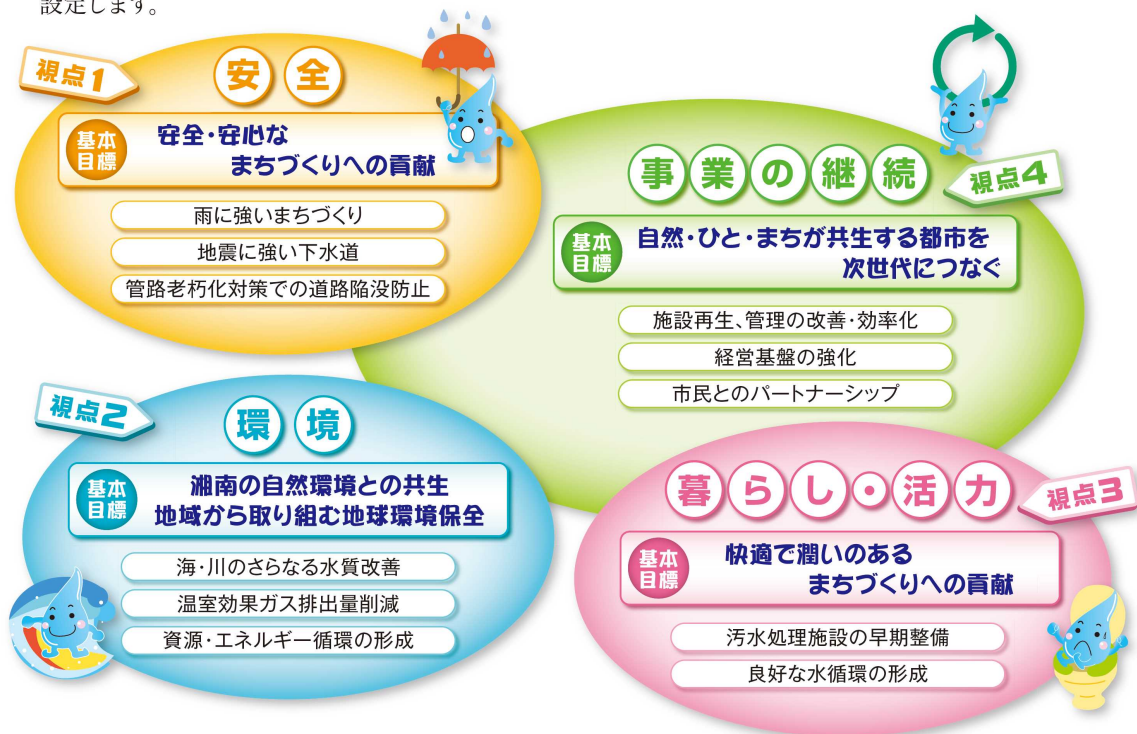 設定します。
視点1
安全
基本
目標
安全・安心な
まちづくりへの貢献
雨に強いまちづくり
地震に強い下水道
管路老朽化対策での道路陥没防止
視点2
環境
基本
目標
湘南の自然環境との共生
地域から取り組む地球環境保全
海・川のさらなる水質改善
温室効果ガス排出量削減
資源・エネルギー循環の形成
視点4
事業の継続
基本
目標
自然・ひと・まちが共生する都市を
次世代につなぐ
施設再生、管理の改善・効率化
経営基盤の強化
市民とのパートナーシップ
視点3
暮らし・活力
基本
目標
快適で潤いのある
まちづくりへの貢献
汚水処理施設の早期整備
良好な水循環の形成